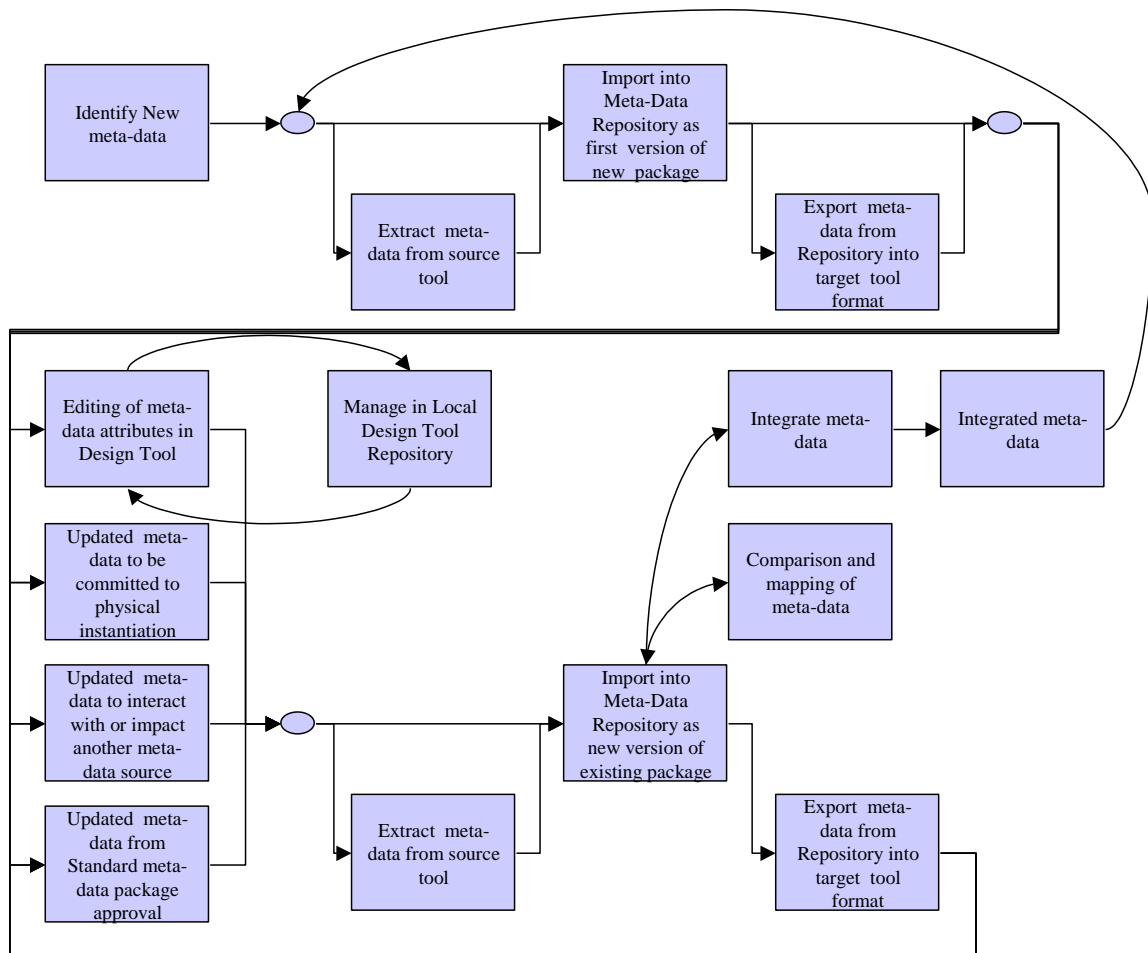 Identify New
meta-data
Import into
Meta-Data
Repository as
first version of
new package
Extract meta-
data from source
tool
Export meta-
data from
Repository into
target tool
format
Editing of meta-
data attributes in
Design Tool
Manage in Local
Design Tool
Repository
Integrate meta-
data
Integrated meta-
data
Updated meta-
data to be
committed to
physical
instantiation
Comparison and
mapping of
meta-data
Updated meta-
data to interact
with or impact
another meta-
data source
Import into
Meta-Data
Repository as
new version of
existing package
Updated meta-
data from
Standard meta-
data package
approval
Extract meta-
data from source
tool
Export meta-
data from
Repository into
target tool
format